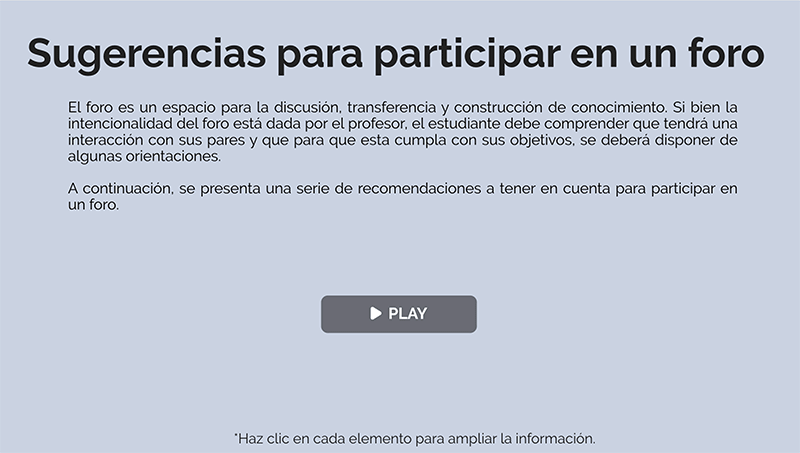 Sugerencias para participar en un foro
El foro es un espacio para la discusión, transferencia y construcción de conocimiento. Si bien la
intencionalidad del foro está dada por el profesor, el estudiante debe comprender que tendrá una
interacción con sus pares y que para que esta cumpla con sus objetivos, se deberá disponer de
algunas orientaciones.
A continuación, se presenta una serie de recomendaciones a tener en cuenta para participar en
un foro.
PLAY
*Haz clic en cada elemento para ampliar la información.